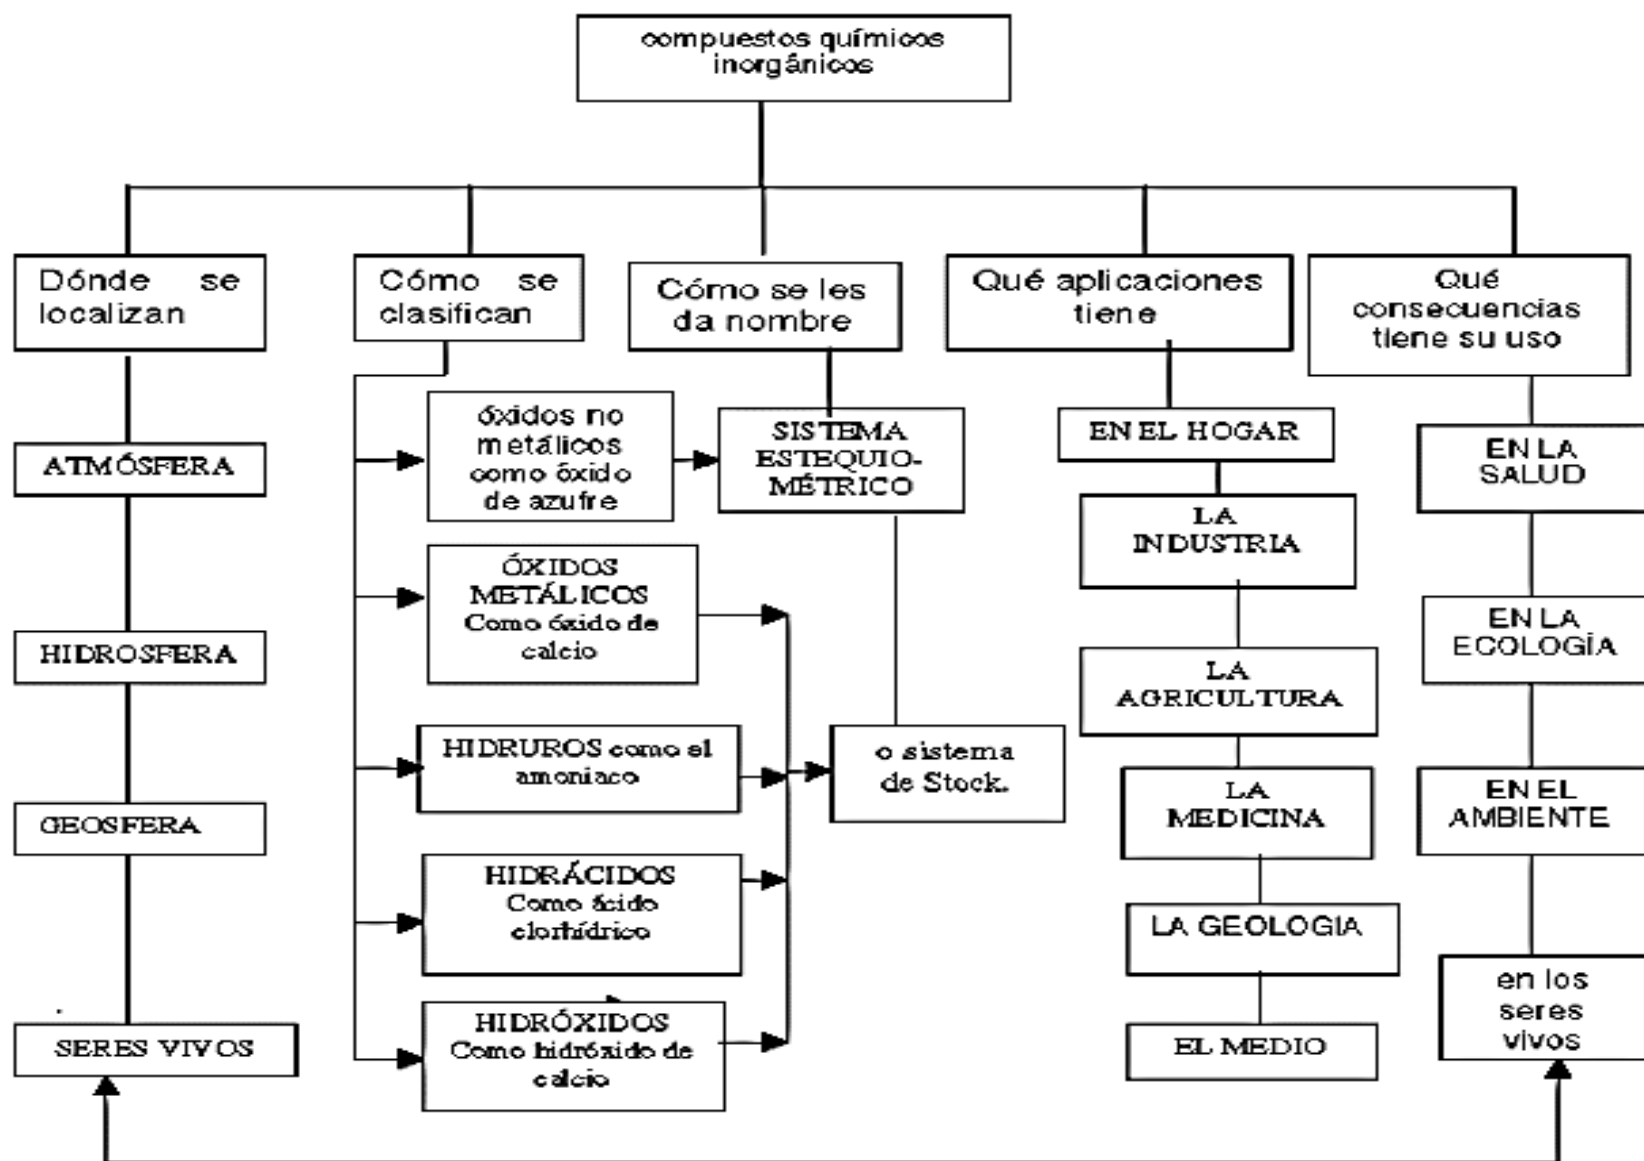 compuestos químicos
inorgánicos
Dónde se
localizan
Cómo se
clasifican
Cómo se les
da nombre
Qué aplicaciones
tiene
Qué
consecuencias
tiene su uso
ATMÓSFERA
HIDROSFERA
GEOSFERA
SERES VIVOS
óxidos no
metálicos
como óxido
de azufre
ÓXIDOS
METÁLICOS
Como óxido de
calcio
HIDRUROS como el
amoniaco
HIDRÁCIDOS
Como ácido
clorhídrico
HIDRÓXIDOS
Como hidróxido de
calcio
SISTEMA
ESTEQUIO-
MÉTRICO
o sistema
de Stock.
EN EL HOGAR
LA
INDUSTRIA
LA
AGRICULTURA
LA
MEDICINA
LA GEOLOGIA
EL MEDIO
EN LA
SALUD
EN LA
ECOLOGÍA
EN EL
AMBIENTE
en los
seres
vivos